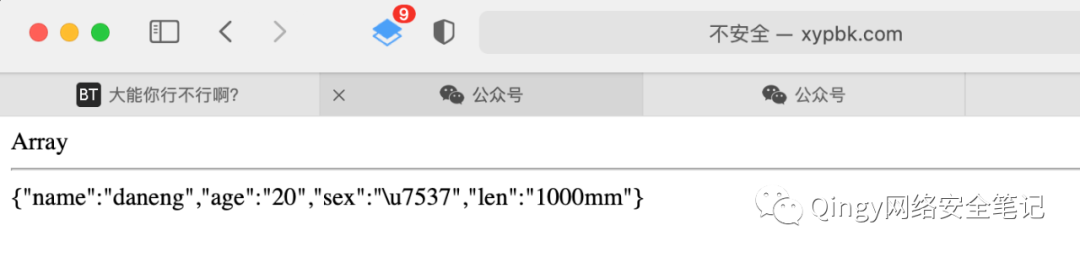 9
不安全 — xypbk.com
BT 大能你行不行啊?
公众号
公众号
Array
{"name":"daneng","age":"20","sex":"\u7537","len":"1000mm"}
Qingy网络安全笔记